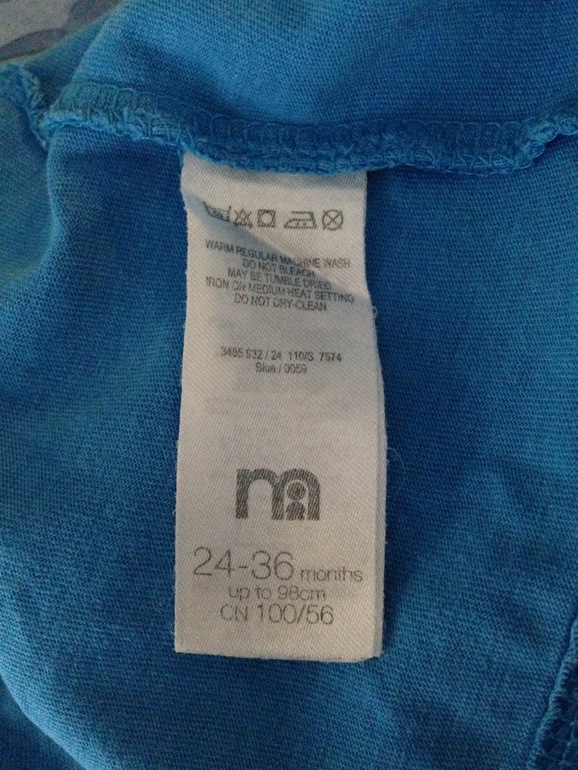 WARM REGULAR MACHINE WASH
DO NOT BLEACH
MAY BE TUMBLE DRIED
IRON ON MEDIUM HEAT SETTING
DO NOT DRY-CLEAN
3485 S32 / 24 110/S 7574
Blue / 0059
m
24-36 months
up to 98cm
CN 100/56